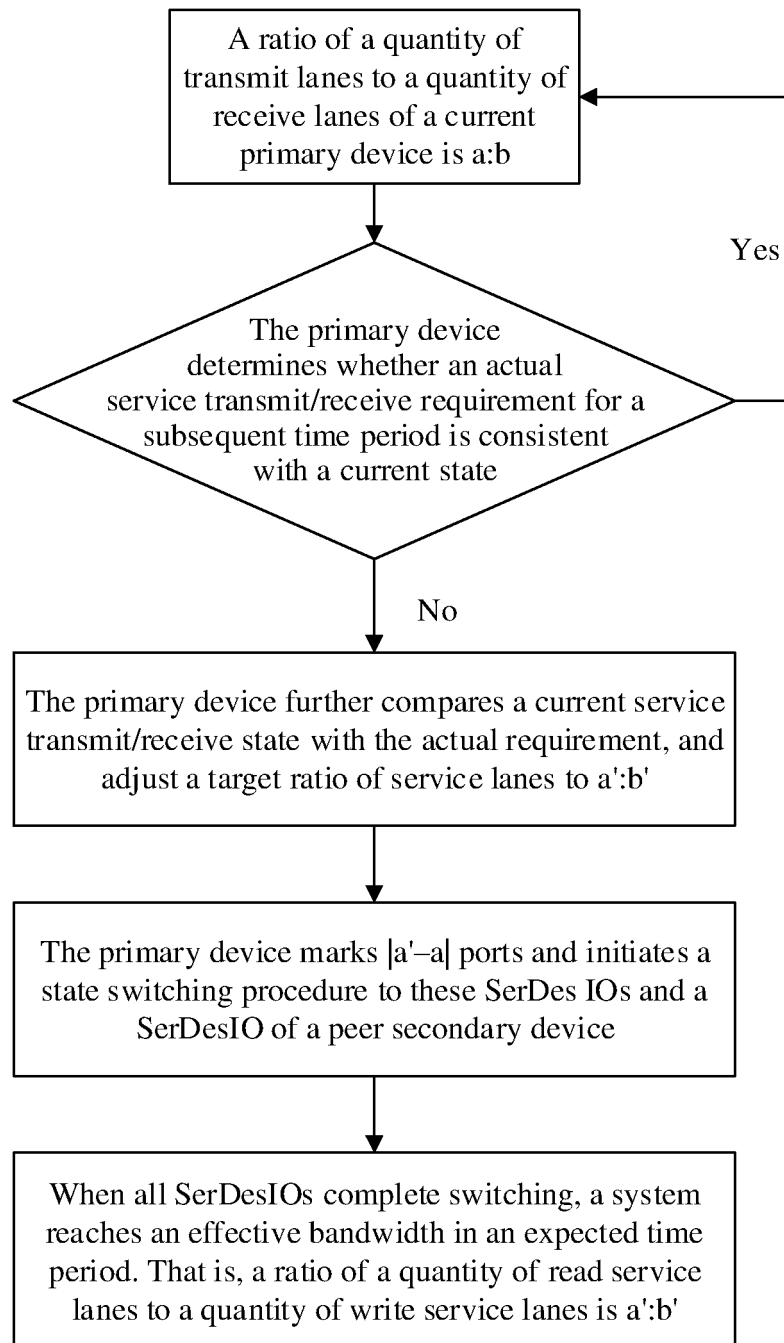 A ratio of a quantity of
transmit lanes to a quantity of
receive lanes of a current
primary device is a:b
Yes
The primary device
determines whether an actual
service transmit/receive requirement for a
subsequent time period is consistent
with a current state
No
The primary device further compares a current service
transmit/receive state with the actual requirement, and
adjust a target ratio of service lanes to a':b'
The primary device marks |a'–a| ports and initiates a
state switching procedure to these SerDes IOs and a
SerDesIO of a peer secondary device
When all SerDesIOs complete switching, a system
reaches an effective bandwidth in an expected time
period. That is, a ratio of a quantity of read service
lanes to a quantity of write service lanes is a':b'